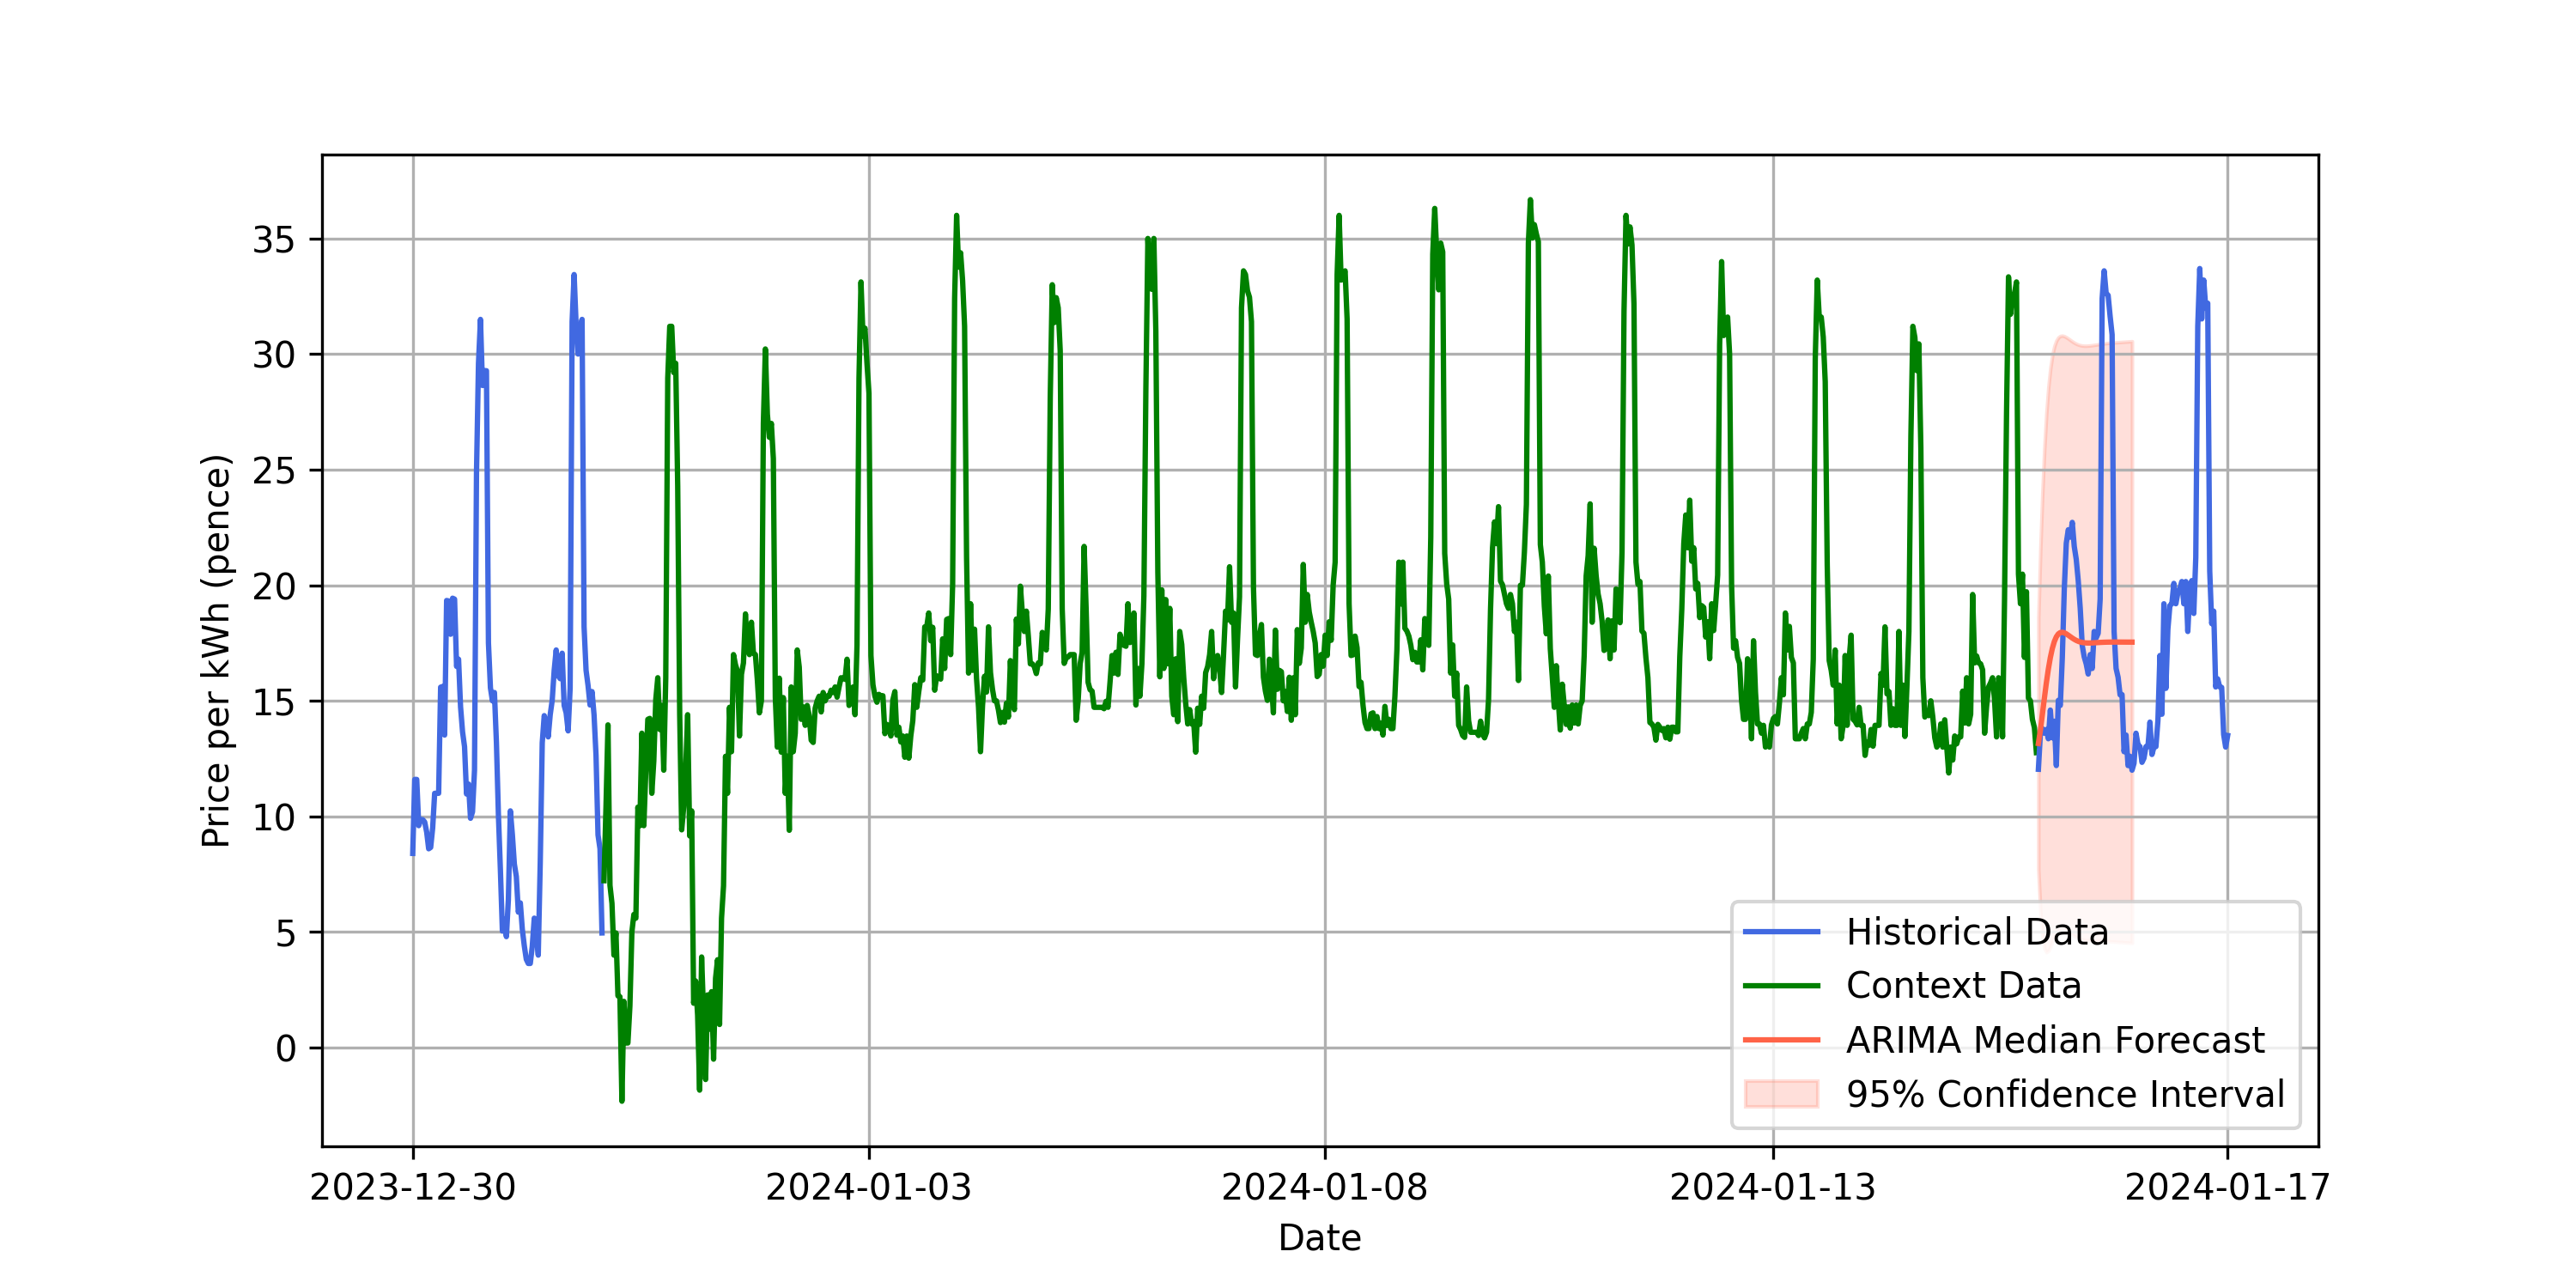 Price per kWh (pence)
35
30
25
20
15
10
5
0
Historical Data
Context Data
ARIMA Median Forecast
95% Confidence Interval
2023-12-30 2024-01-03 2024-01-08 2024-01-13 2024-01-17
Date